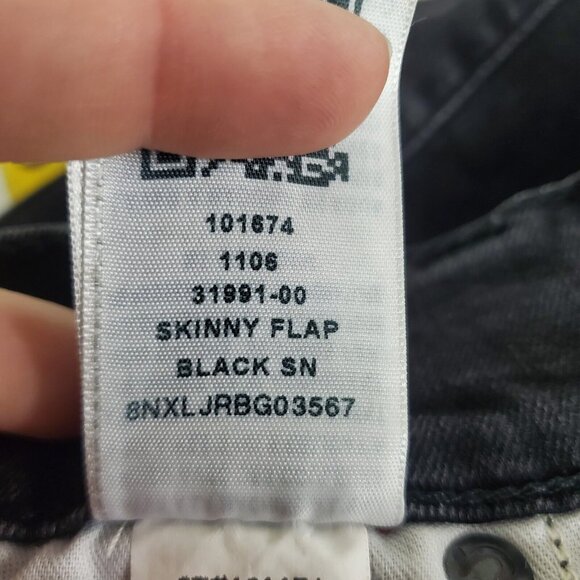 101674
1106
31991-00
SKINNY FLAP
BLACK SN
8NXLJRBG03567